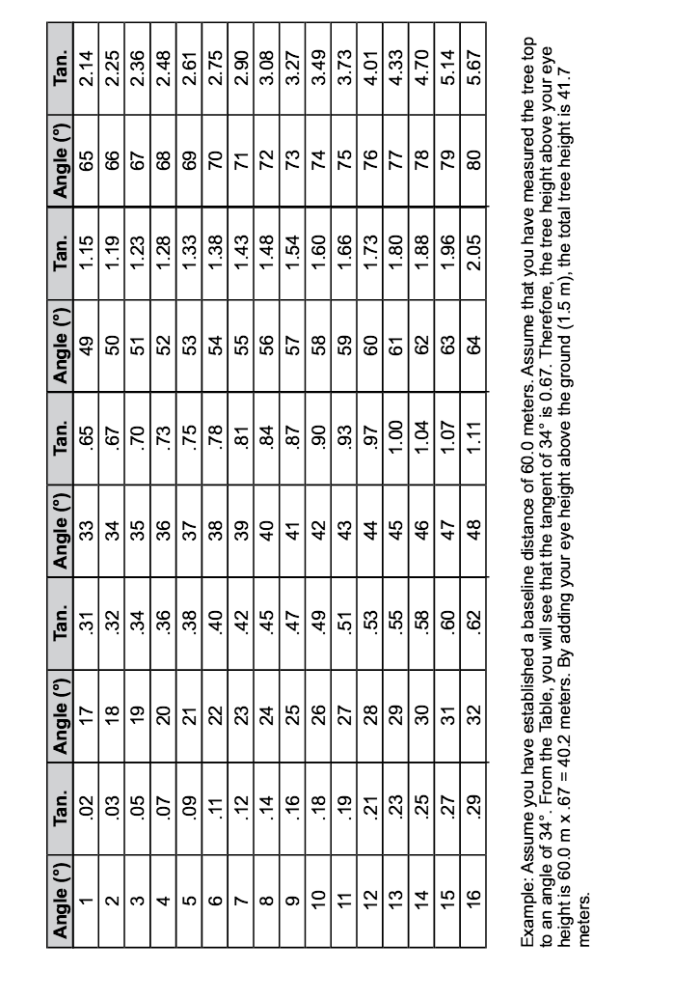 Angle (°) Tan. Angle (°) Tan. Angle (°) Tan. Angle (°) Tan. Angle (°) Tan.
1 .02 17 .31 33 .65 49 1.15 65 2.14
2 .03 18 .32 34 .67 50 1.19 66 2.25
3 .05 19 .34 35 .70 51 1.23 67 2.36
4 .07 20 .36 36 .73 52 1.28 68 2.48
5 .09 21 .38 37 .75 53 1.33 69 2.61
6 .11 22 .40 38 .78 54 1.38 70 2.75
7 .12 23 .42 39 .81 55 1.43 71 2.90
8 .14 24 .45 40 .84 56 1.48 72 3.08
9 .16 25 .47 41 .87 57 1.54 73 3.27
10 .18 26 .49 42 .90 58 1.60 74 3.49
11 .19 27 .51 43 .93 59 1.66 75 3.73
12 .21 28 .53 44 .97 60 1.73 76 4.01
13 .23 29 .55 45 1.00 61 1.80 77 4.33
14 .25 30 .58 46 1.04 62 1.88 78 4.70
15 .27 31 .60 47 1.07 63 1.96 79 5.14
16 .29 32 .62 48 1.11 64 2.05 80 5.67
Example: Assume you have established a baseline distance of 60.0 meters. Assume that you have measured the tree top
to an angle of 34°. From the Table, you will see that the tangent of 34° is 0.67. Therefore, the tree height above your eye
height is 60.0 m x .67 = 40.2 meters. By adding your eye height above the ground (1.5 m), the total tree height is 41.7
meters.